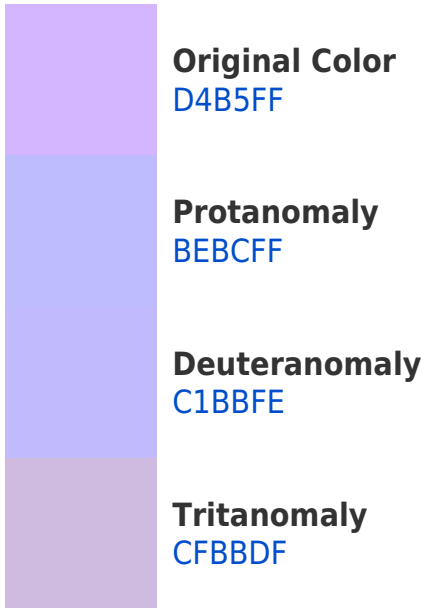 Original Color
D4B5FF
Protanomaly
BEBCFF
Deuteranomaly
C1BBFE
Tritanomaly
CFBBDF